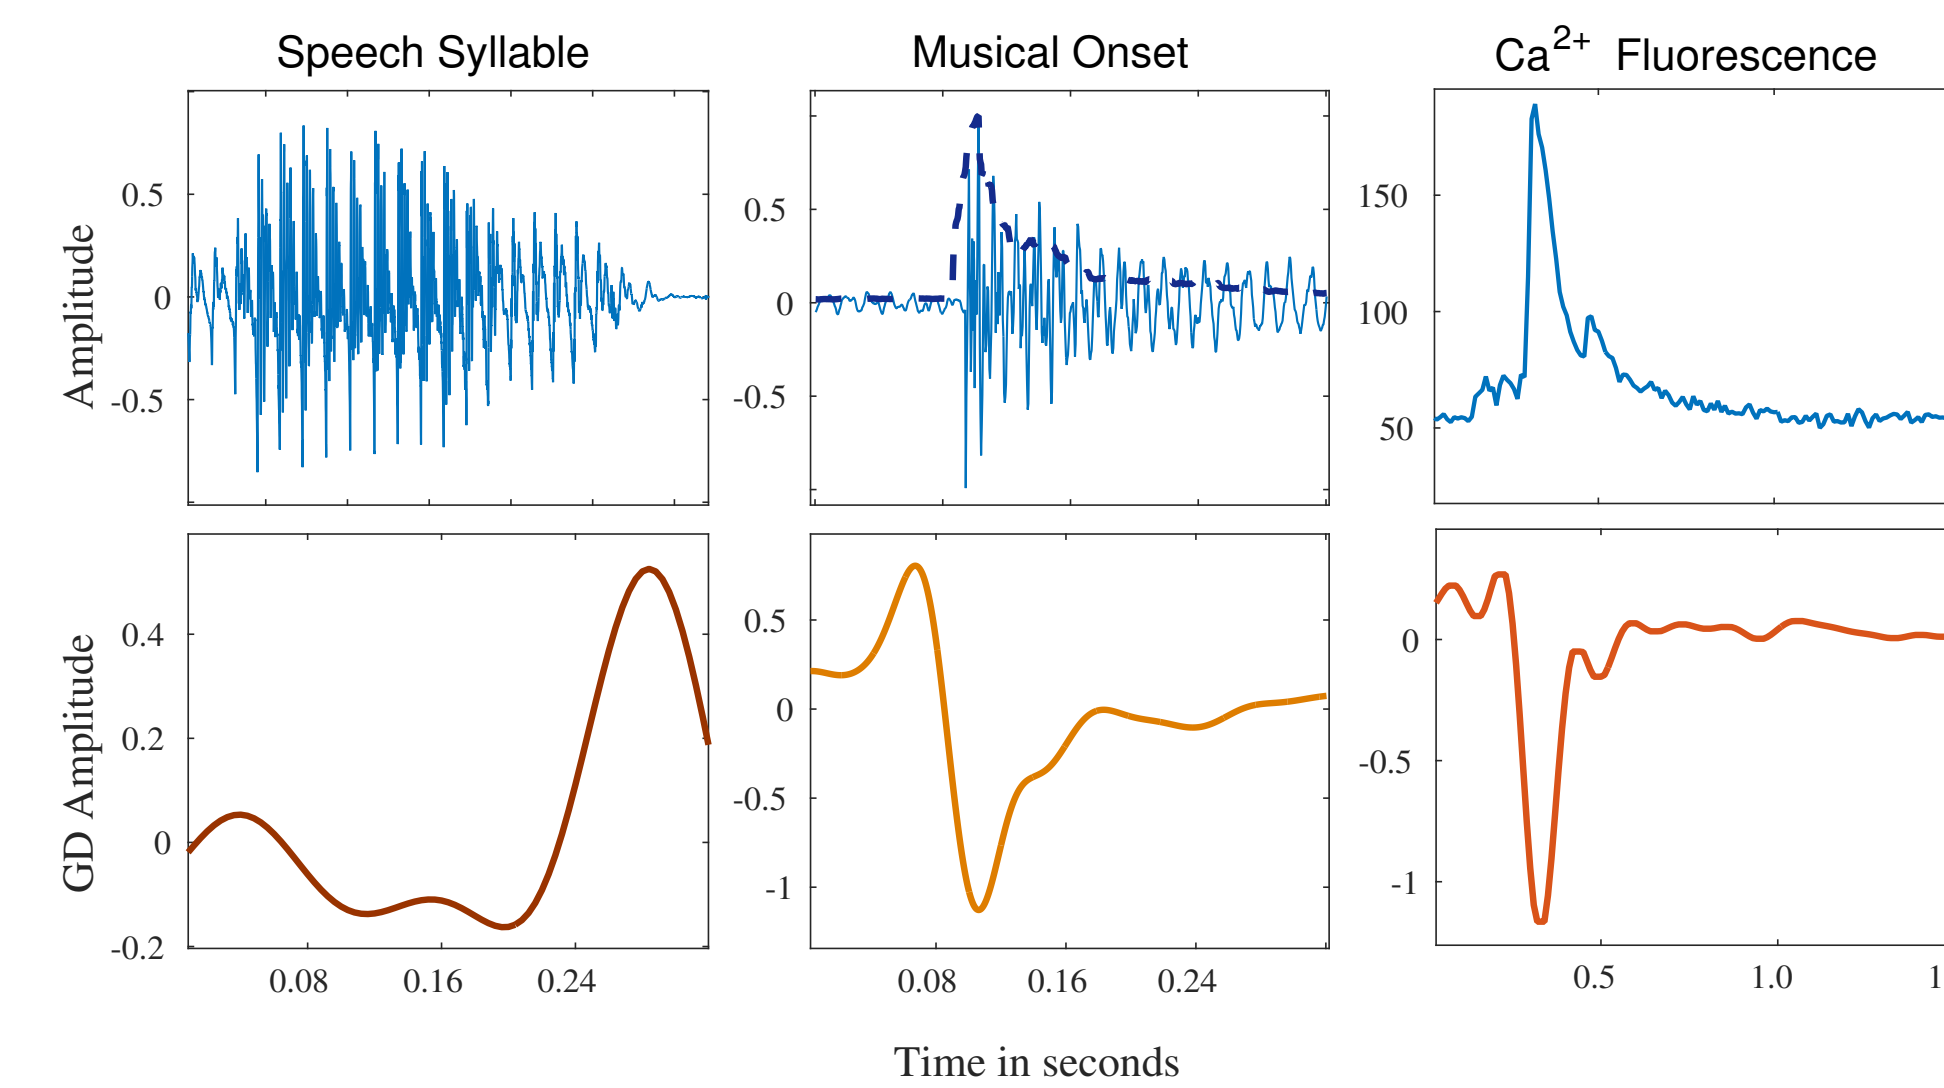 Speech Syllable
Musical Onset
Ca2+ Fluorescence
Amplitude
0.5
0
-0.5
0.5
0
-0.5
150
100
50
GD Amplitude
0.4
0.2
0
-0.2
0.5
0
-0.5
-1
0
-0.5
-1
0.08 0.16 0.24
0.08 0.16 0.24
0.5 1.0 1
Time in seconds